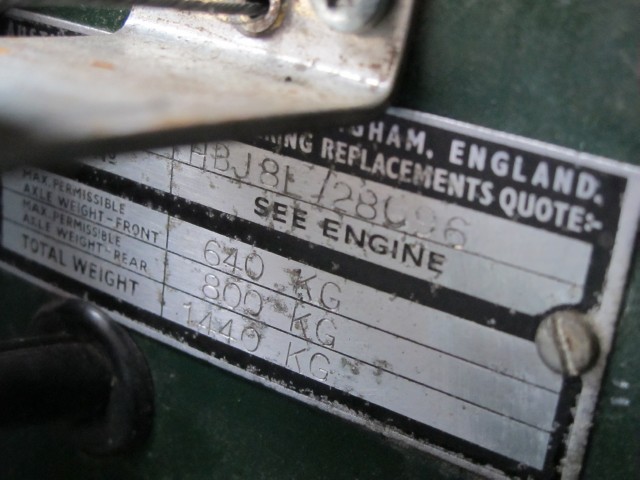 GHAM, ENGLAND.
REPLACEMENTS QUOTE:-
No
HBJ8L/28096
SEE ENGINE
MAX. PERMISSIBLE
AXLE WEIGHT-FRONT 640 KG
MAX. PERMISSIBLE
AXLE WEIGHT-REAR 800 KG
TOTAL WEIGHT 1440 KG